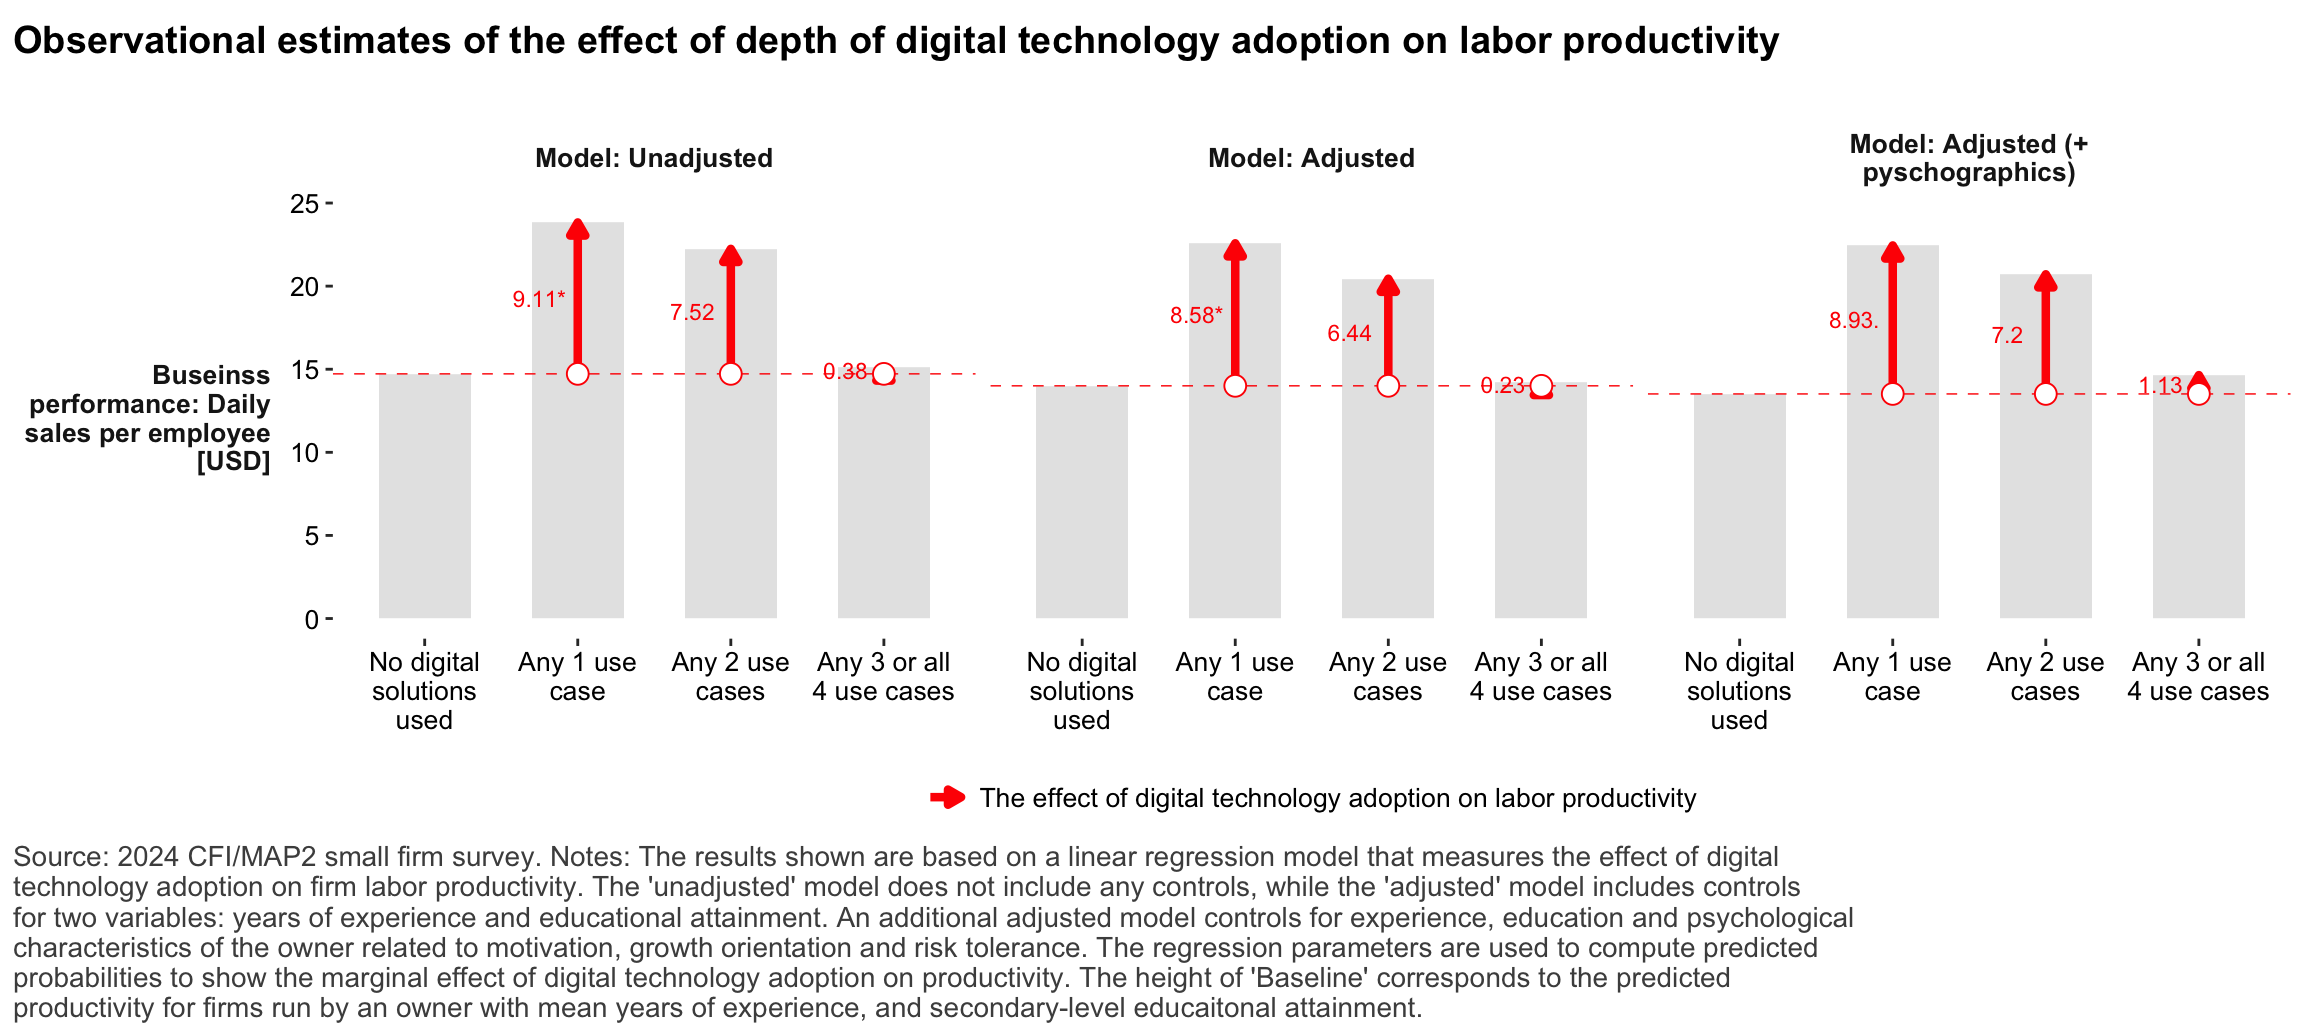 Observational estimates of the effect of depth of digital technology adoption on labor productivity
Model: Unadjusted
Model: Adjusted
Model: Adjusted (+
pyschographics)
Buseinss
performance: Daily
sales per employee
[USD]
25
20
15
10
5
0
9.11*
7.52
0.38
8.58*
6.44
0.23
8.93.
7.2
1.13
No digital
solutions
used
Any 1 use
case
Any 2 use
cases
Any 3 or all
4 use cases
No digital
solutions
used
Any 1 use
case
Any 2 use
cases
Any 3 or all
4 use cases
No digital
solutions
used
Any 1 use
case
Any 2 use
cases
Any 3 or all
4 use cases
The effect of digital technology adoption on labor productivity
Source: 2024 CFI/MAP2 small firm survey. Notes: The results shown are based on a linear regression model that measures the effect of digital
technology adoption on firm labor productivity. The 'unadjusted' model does not include any controls, while the 'adjusted' model includes controls
for two variables: years of experience and educational attainment. An additional adjusted model controls for experience, education and psychological
characteristics of the owner related to motivation, growth orientation and risk tolerance. The regression parameters are used to compute predicted
probabilities to show the marginal effect of digital technology adoption on productivity. The height of 'Baseline' corresponds to the predicted
productivity for firms run by an owner with mean years of experience, and secondary-level educaitonal attainment.